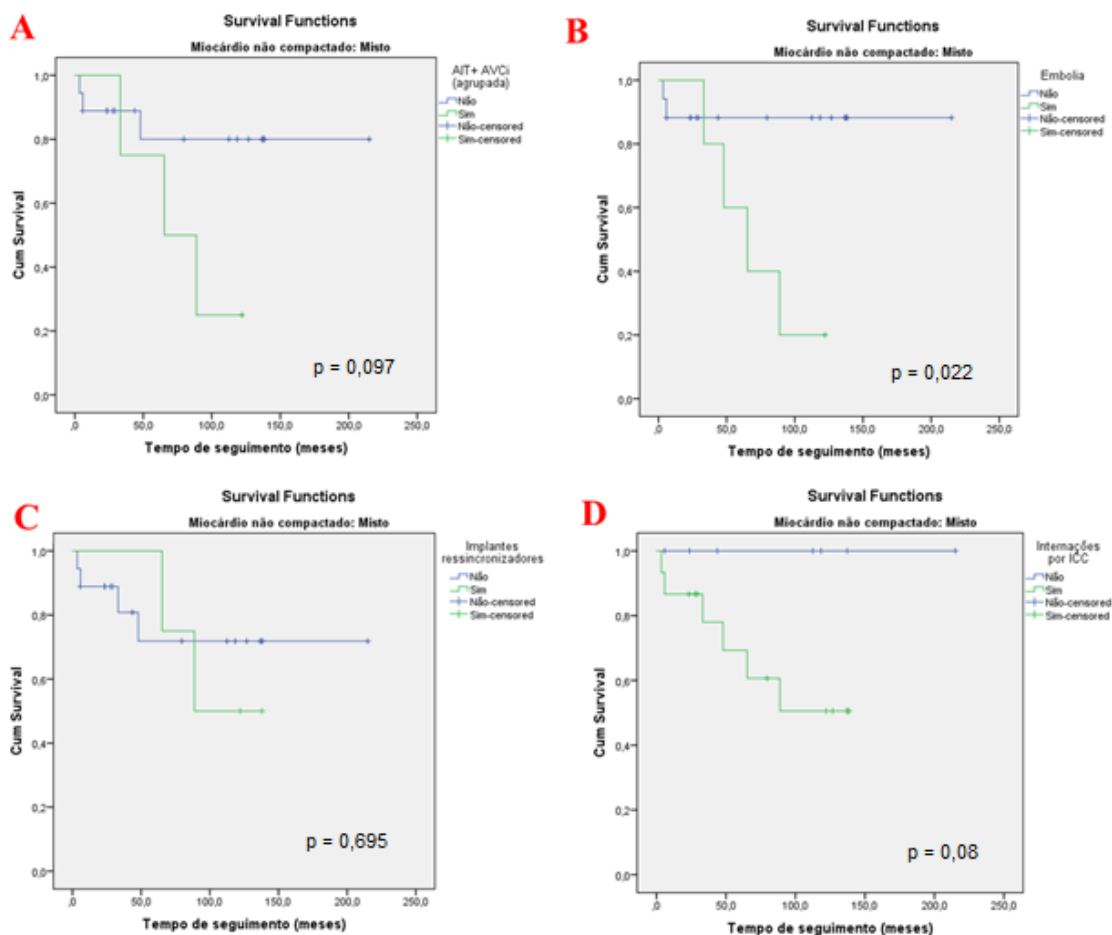 A
Survival Functions
Miocárdio não compactado: Misto
AIT+ AVCi
(agrupada)
Não
Sim
Não-censored
Sim-censored
Cum Survival
1,0
0,8
0,6
0,4
0,2
0,0
p = 0,097
,0 50,0 100,0 150,0 200,0 250,0
Tempo de seguimento (meses)
B
Survival Functions
Miocárdio não compactado: Misto
Embolia
Não
Sim
Não-censored
Sim-censored
Cum Survival
1,0
0,8
0,6
0,4
0,2
0,0
p = 0,022
,0 50,0 100,0 150,0 200,0 250,0
Tempo de seguimento (meses)
C
Survival Functions
Miocárdio não compactado: Misto
Implantes
ressincronizadores
Não
Sim
Não-censored
Sim-censored
Cum Survival
1,0
0,8
0,6
0,4
0,2
0,0
p = 0,695
,0 50,0 100,0 150,0 200,0 250,0
Tempo de seguimento (meses)
D
Survival Functions
Miocárdio não compactado: Misto
Internações
por ICC
Não
Sim
Não-censored
Sim-censored
Cum Survival
1,0
0,8
0,6
0,4
0,2
0,0
p = 0,08
,0 50,0 100,0 150,0 200,0 250,0
Tempo de seguimento (meses)